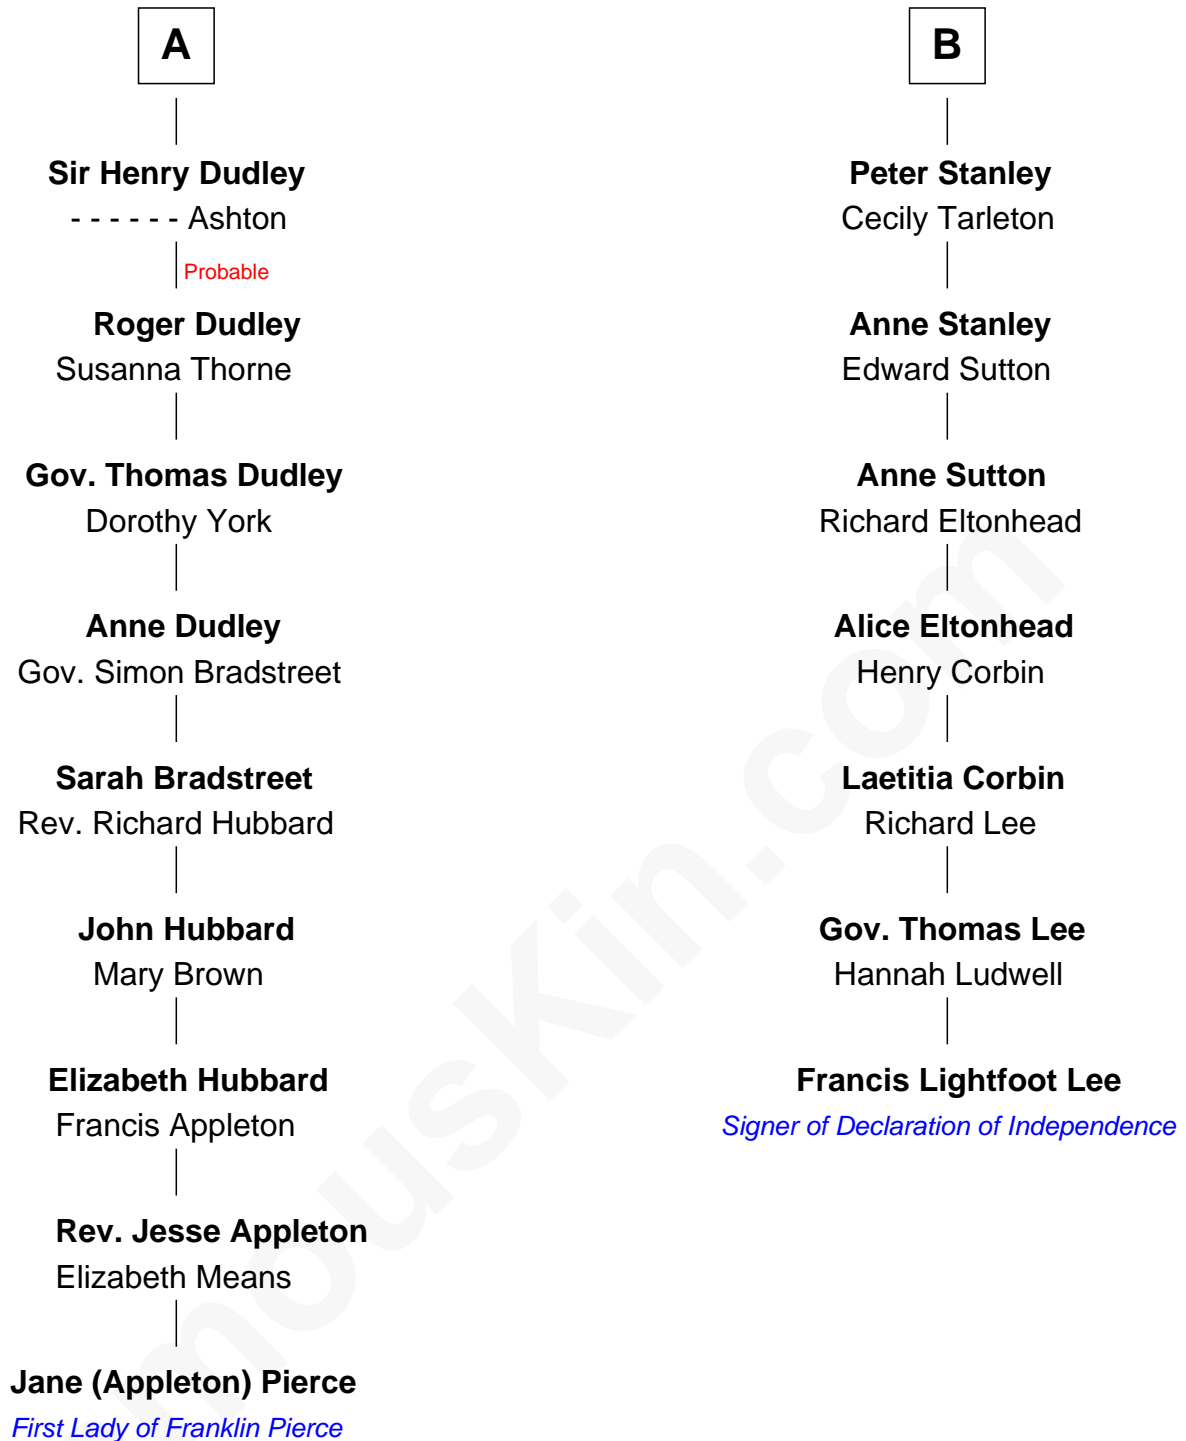 A
Sir Henry Dudley
- - - - - - Ashton
Probable
Roger Dudley
Susanna Thorne
Gov. Thomas Dudley
Dorothy York
Anne Dudley
Gov. Simon Bradstreet
Sarah Bradstreet
Rev. Richard Hubbard
John Hubbard
Mary Brown
Elizabeth Hubbard
Francis Appleton
Rev. Jesse Appleton
Elizabeth Means
Jane (Appleton) Pierce
First Lady of Franklin Pierce
B
Peter Stanley
Cecily Tarleton
Anne Stanley
Edward Sutton
Anne Sutton
Richard Eltonhead
Alice Eltonhead
Henry Corbin
Laetitia Corbin
Richard Lee
Gov. Thomas Lee
Hannah Ludwell
Francis Lightfoot Lee
Signer of Declaration of Independence
mousKin.com